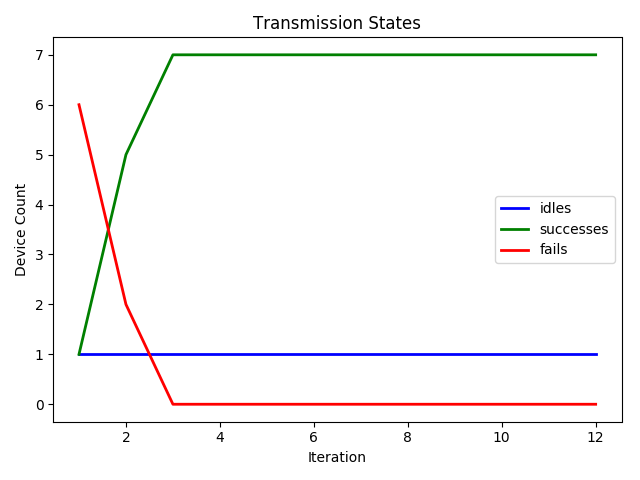 Transmission States
Device Count
7
6
5
4
3
2
1
0
idles
successes
fails
2 4 6 8 10 12
Iteration